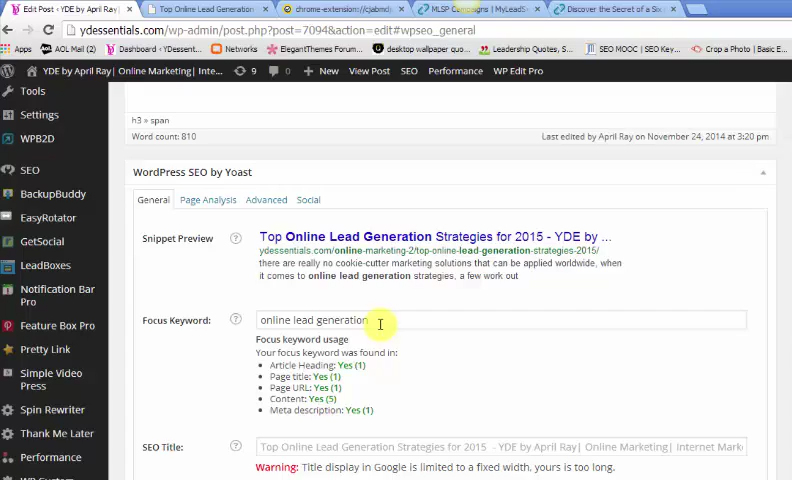 Edit Post ‹ YDE by April Ray |
Top Online Lead Generation
chrome-extension://cjabmdj
MLSP Campaigns | MyLeadS
Discover the Secret of a Six
ydessentials.com/wp-admin/post.php?post=7094&action=edit#wpseo_general
Apps AOL Mail (2) Dashboard ‹ YDessent... Networks ElegantThemes Forum... desktop wallpaper quo... Leadership Quotes, S... SEO MOOC | SEO Key... Crop a Photo | Basic E...
YDE by April Ray| Online Marketing| Inte... 9 + New View Post SEO Performance WP Edit Pro
Tools
Settings
WPB2D
SEO
BackupBuddy
EasyRotator
GetSocial
LeadBoxes
Notification Bar
Pro
Feature Box Pro
Pretty Link
Simple Video
Press
Spin Rewriter
Thank Me Later
Performance
h3 » span
Word count: 810
Last edited by April Ray on November 24, 2014 at 3:20 pm
WordPress SEO by Yoast
General Page Analysis Advanced Social
Snippet Preview
Top Online Lead Generation Strategies for 2015 - YDE by ...
ydessentials.com/online-marketing-2/top-online-lead-generation-strategies-2015/
there are really no cookie-cutter marketing solutions that can be applied worldwide, when
it comes to online lead generation strategies, a few work out
Focus Keyword:
online lead generation
Focus keyword usage
Your focus keyword was found in:
Article Heading: Yes (1)
Page title: Yes (1)
Page URL: Yes (1)
Content: Yes (5)
Meta description: Yes (1)
SEO Title:
Top Online Lead Generation Strategies for 2015 - YDE by April Ray| Online Marketing| Internet Mark
Warning: Title display in Google is limited to a fixed width, yours is too long.